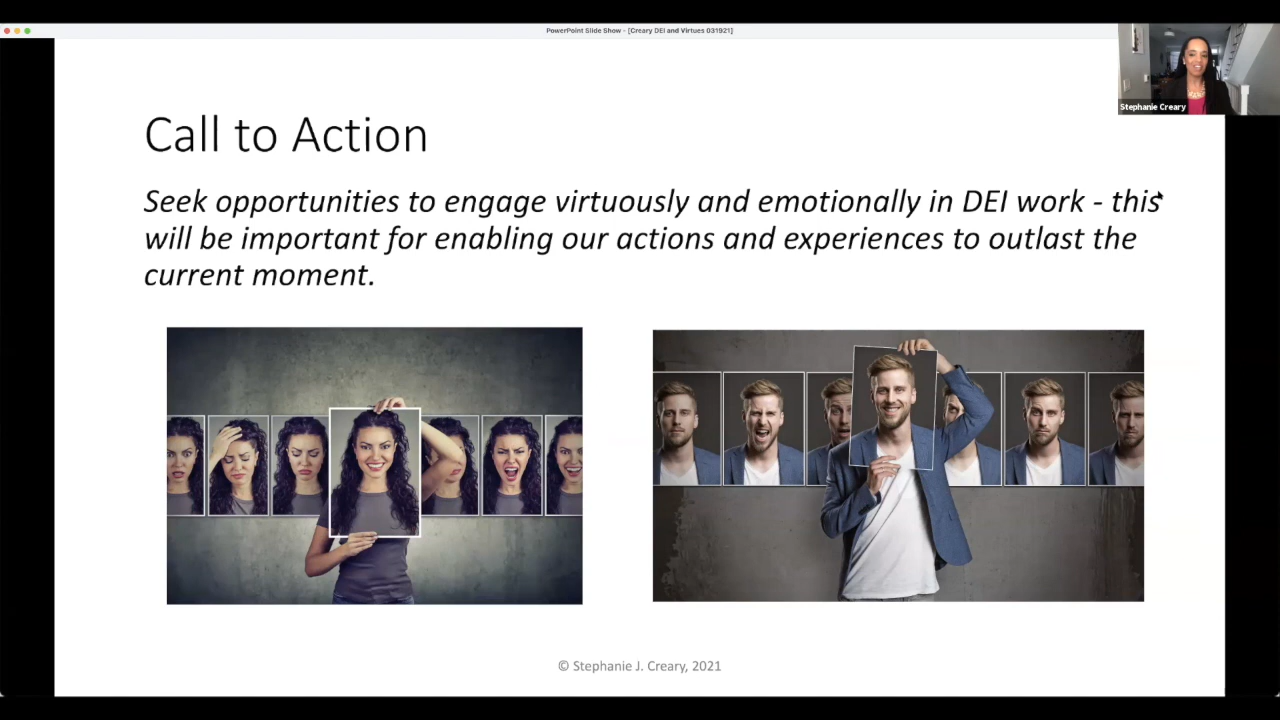 PowerPoint Slide Show - [Creary DEI and Virtues 031921]
Stephanie Creary
Call to Action
Seek opportunities to engage virtuously and emotionally in DEI work - this
will be important for enabling our actions and experiences to outlast the
current moment.
© Stephanie J. Creary, 2021